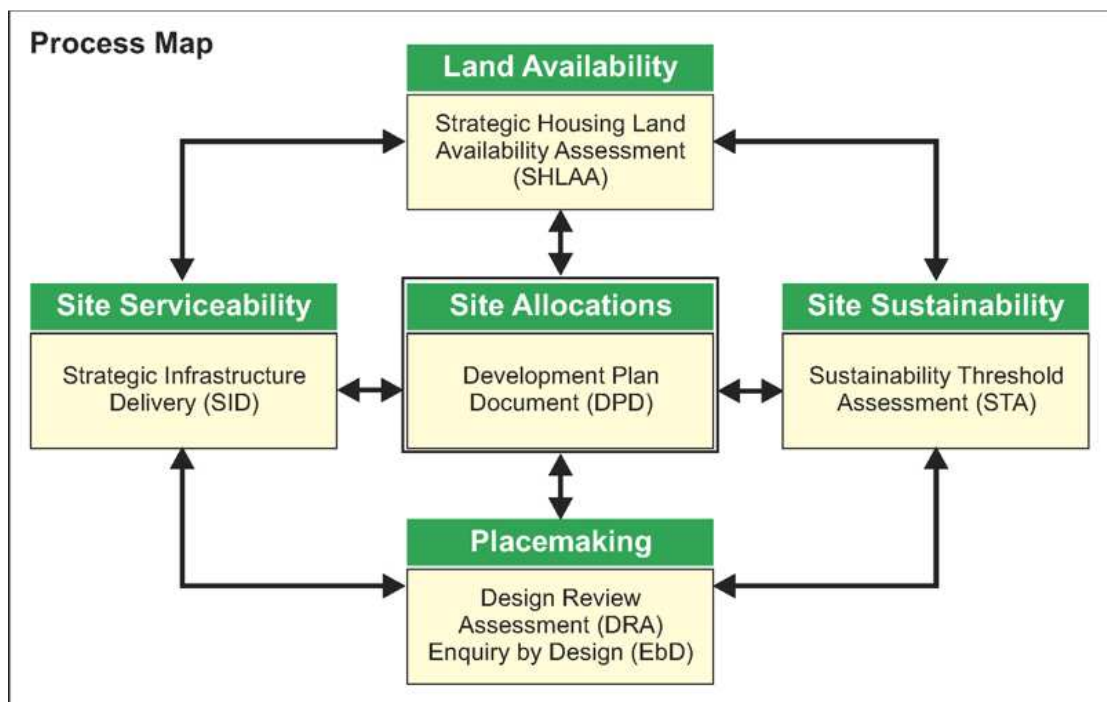 Process Map
Land Availability
Strategic Housing Land
Availability Assessment
(SHLAA)
Site Serviceability
Strategic Infrastructure
Delivery (SID)
Site Allocations
Development Plan
Document (DPD)
Site Sustainability
Sustainability Threshold
Assessment (STA)
Placemaking
Design Review
Assessment (DRA)
Enquiry by Design (EbD)